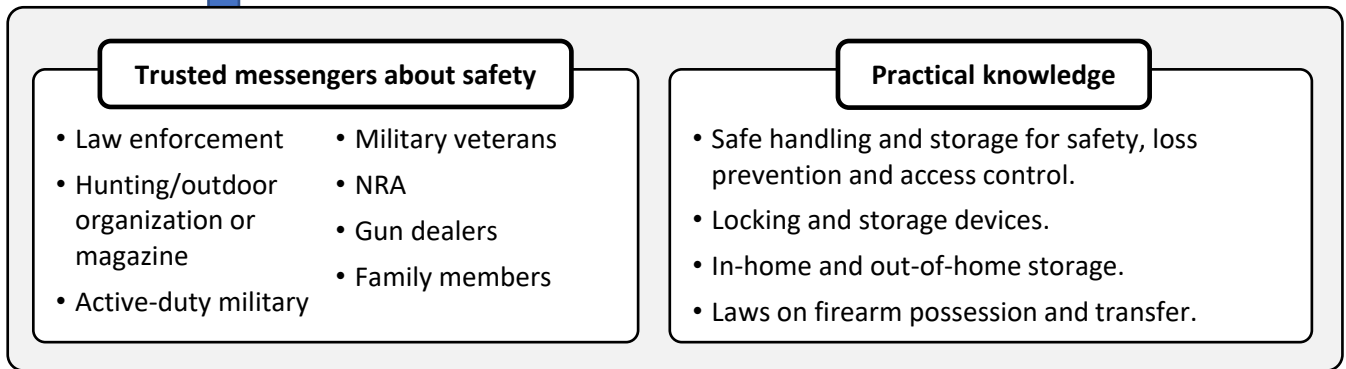 Trusted messengers about safety
• Law enforcement
• Hunting/outdoor
organization or
magazine
• Active-duty military
• Military veterans
• NRA
• Gun dealers
• Family members
Practical knowledge
• Safe handling and storage for safety, loss
prevention and access control.
• Locking and storage devices.
• In-home and out-of-home storage.
• Laws on firearm possession and transfer.